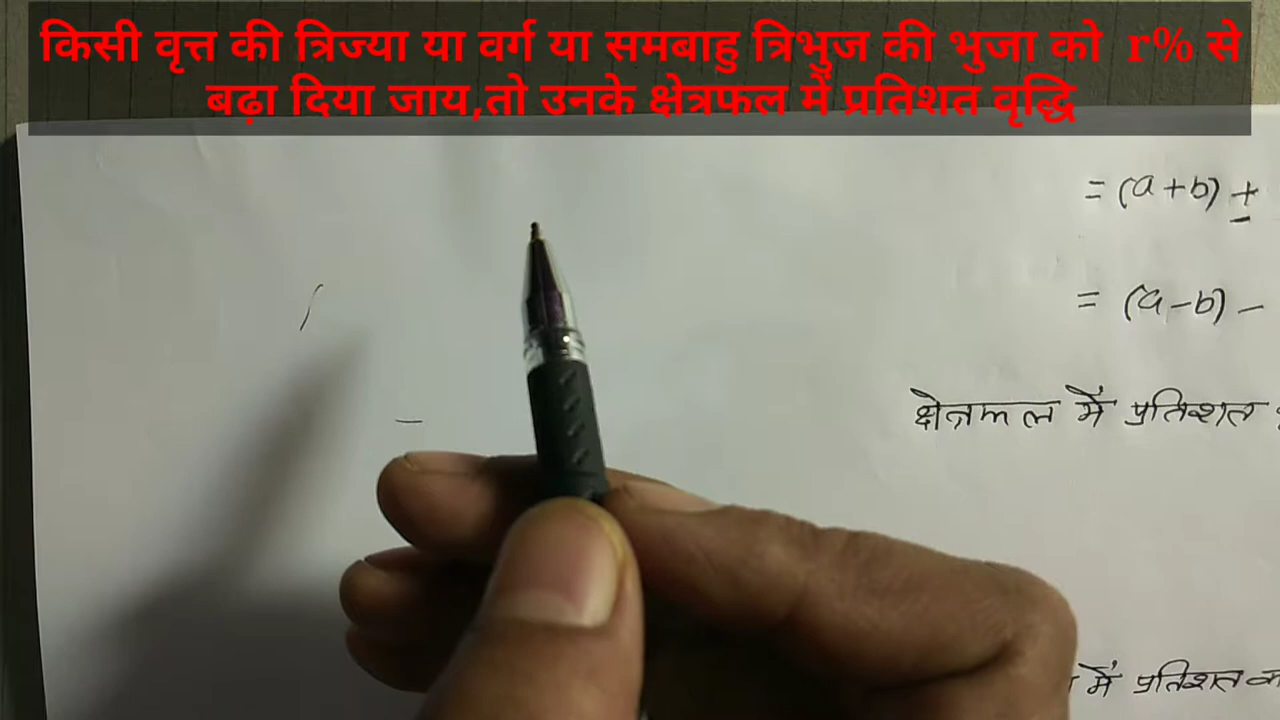 किसी वृत्त की त्रिज्या या वर्ग या समबाहु त्रिभुज की भुजा को r% से
बढ़ा दिया जाय,तो उनके क्षेत्रफल में प्रतिशत वृद्धि
= (a+b) ±
= (a-b) -
क्षेत्रफल में प्रतिशत
में प्रतिशत